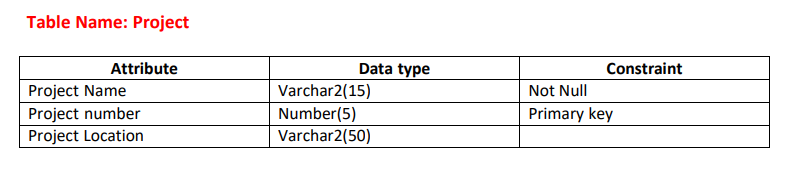 Table Name: Project
Attribute Data type Constraint
Project Name Varchar2(15) Not Null
Project number Number(5) Primary key
Project Location Varchar2(50)